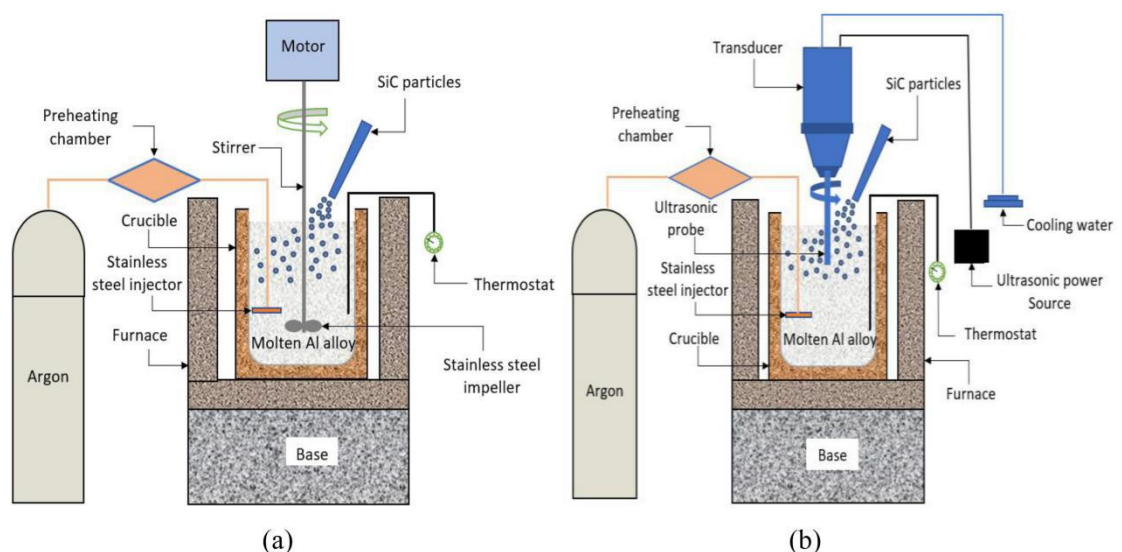 Motor
SiC particles
Preheating
chamber
Stirrer
Crucible
Stainless
steel injector
Thermostat
Furnace
Molten Al alloy
Stainless steel
impeller
Argon
Base
(a)
Transducer
SiC particles
Preheating
chamber
Ultrasonic
probe
Cooling water
Stainless
steel injector
Ultrasonic power
Source
Thermostat
Molten Al alloy
Crucible
Furnace
Argon
Base
(b)